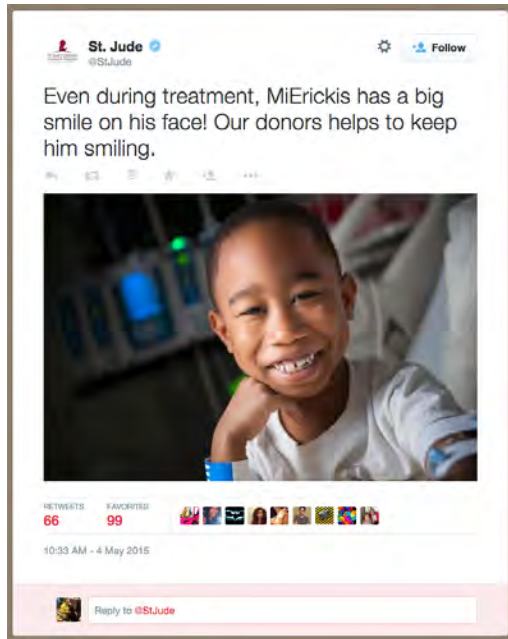 St. Jude
@StJude
Follow
Even during treatment, MiErickis has a big
smile on his face! Our donors helps to keep
him smiling.
RETWEETS
FAVORITES
66
99
10:33 AM - 4 May 2015
Reply to @StJude